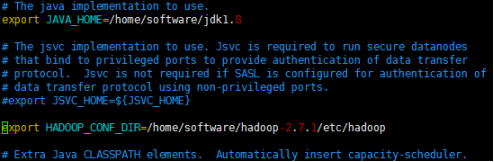 # The java implementation to use.
export JAVA_HOME=/home/software/jdk1.8
# The jsvc implementation to use. Jsvc is required to run secure datanodes
# that bind to privileged ports to provide authentication of data transfer
# protocol.  Jsvc is not required if SASL is configured for authentication of
# data transfer protocol using non-privileged ports.
#export JSVC_HOME=${JSVC_HOME}
export HADOOP_CONF_DIR=/home/software/hadoop-2.7.1/etc/hadoop
# Extra Java CLASSPATH elements.  Automatically insert capacity-scheduler.